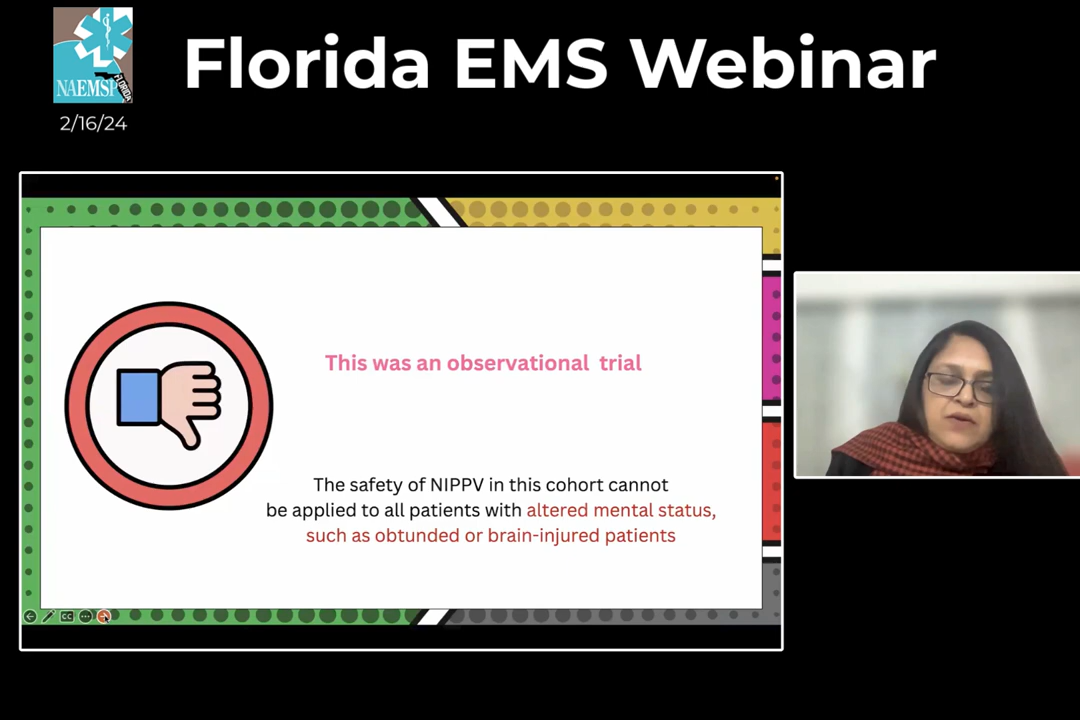 Florida EMS Webinar
NAEMSP
FLORIDA
2/16/24
This was an observational trial
The safety of NIPPV in this cohort cannot
be applied to all patients with altered mental status,
such as obtunded or brain-injured patients
CC